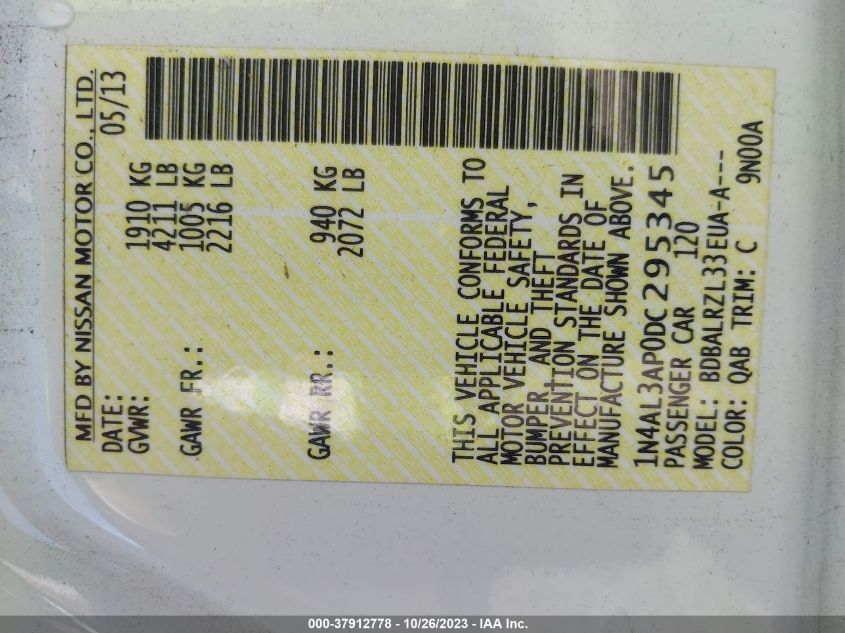 MFD BY NISSAN MOTOR CO., LTD.
DATE: 05/13
GVWR: 1910 KG
4211 LB
GAWR FR.: 1005 KG
2216 LB
GAWR RR.: 940 KG
2072 LB
THIS VEHICLE CONFORMS TO
ALL APPLICABLE FEDERAL
MOTOR VEHICLE SAFETY,
BUMPER AND THEFT
PREVENTION STANDARDS IN
EFFECT ON THE DATE OF
MANUFACTURE SHOWN ABOVE.
1N4AL3AP0DC295345
PASSENGER CAR 120
MODEL: BDBALRZL33EUA-A---
COLOR: QAB TRIM: C 9N00A
000-37912778 - 10/26/2023 - IAA Inc.